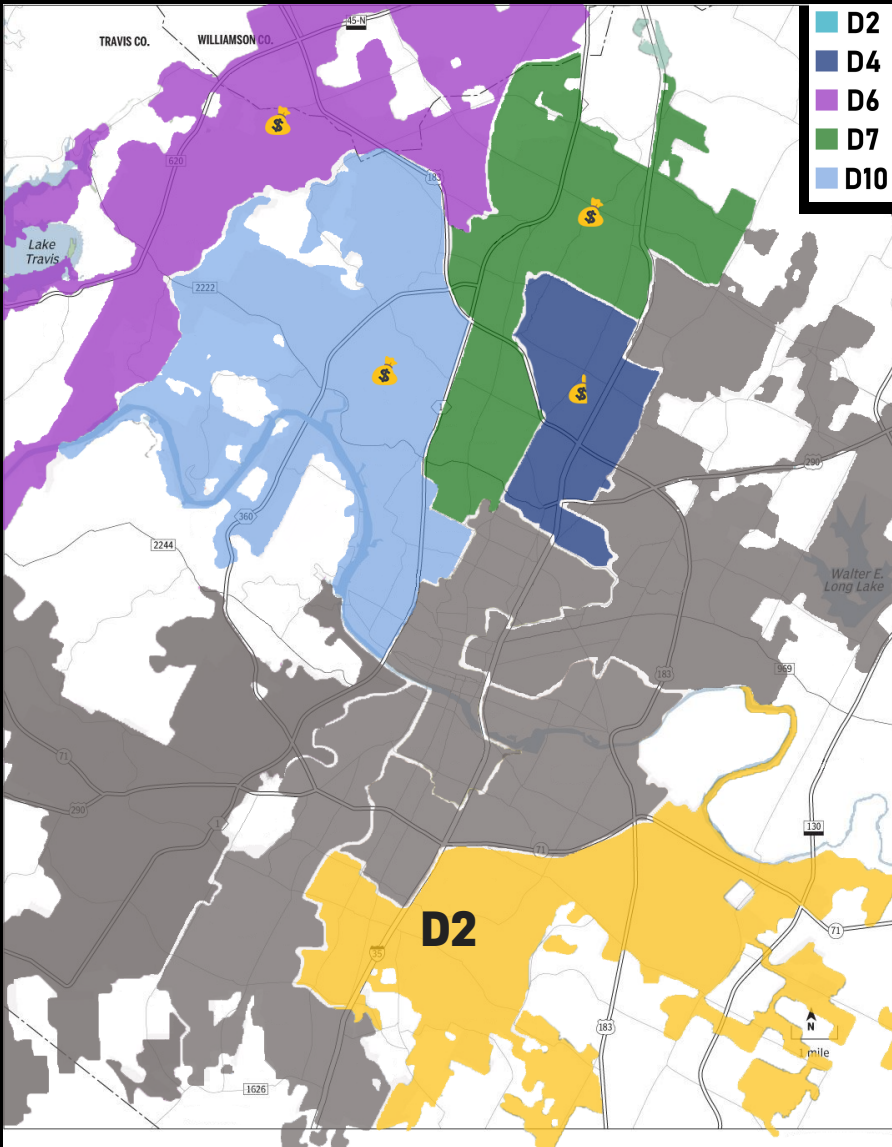 45-N
TRAVIS CO.
WILLIAMSON CO.
D2
D4
D6
D7
D10
$
620
183
$
Lake
Travis
2222
$
$
1
290
360
2244
Walter E.
Long Lake
969
183
71
290
1
130
71
D2
71
35
N
183
1 mile
1626